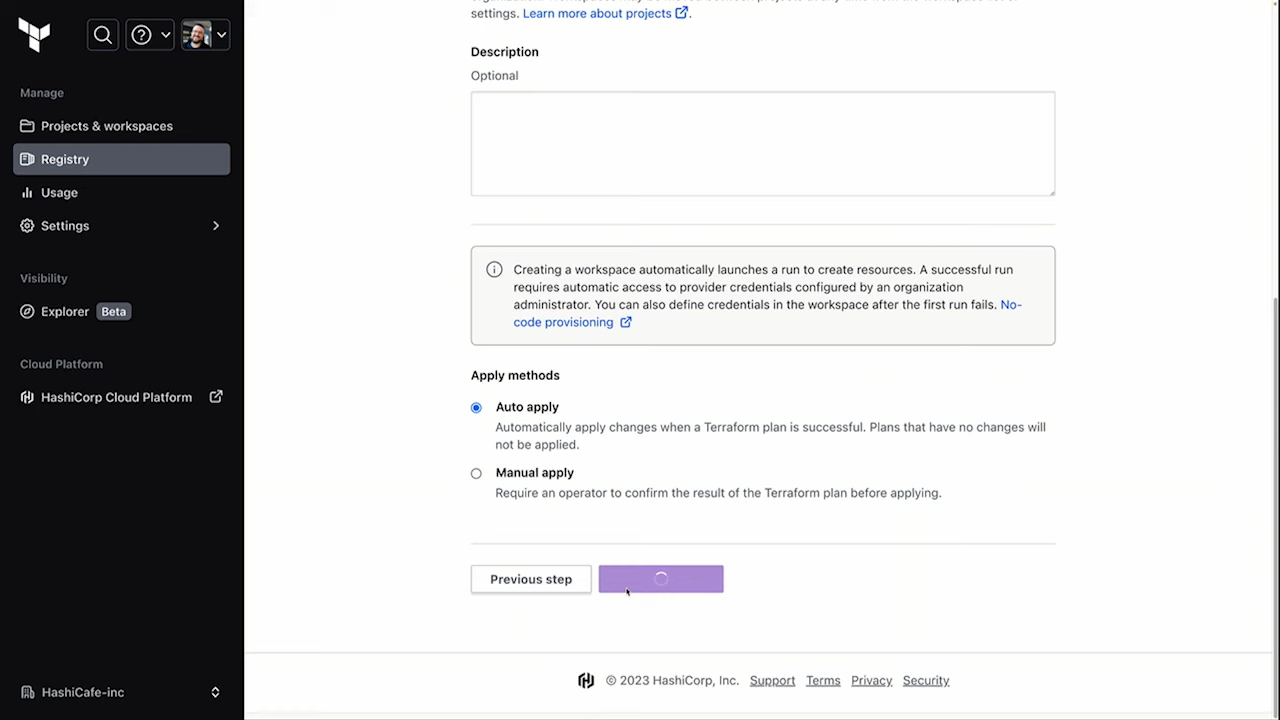 Manage
Projects & workspaces
Registry
Usage
Settings
Visibility
Explorer Beta
Cloud Platform
HashiCorp Cloud Platform
HashiCafe-inc
settings. Learn more about projects.
Description
Optional
Creating a workspace automatically launches a run to create resources. A successful run
requires automatic access to provider credentials configured by an organization
administrator. You can also define credentials in the workspace after the first run fails. No-
code provisioning
Apply methods
Auto apply
Automatically apply changes when a Terraform plan is successful. Plans that have no changes will
not be applied.
Manual apply
Require an operator to confirm the result of the Terraform plan before applying.
Previous step
© 2023 HashiCorp, Inc. Support Terms Privacy Security